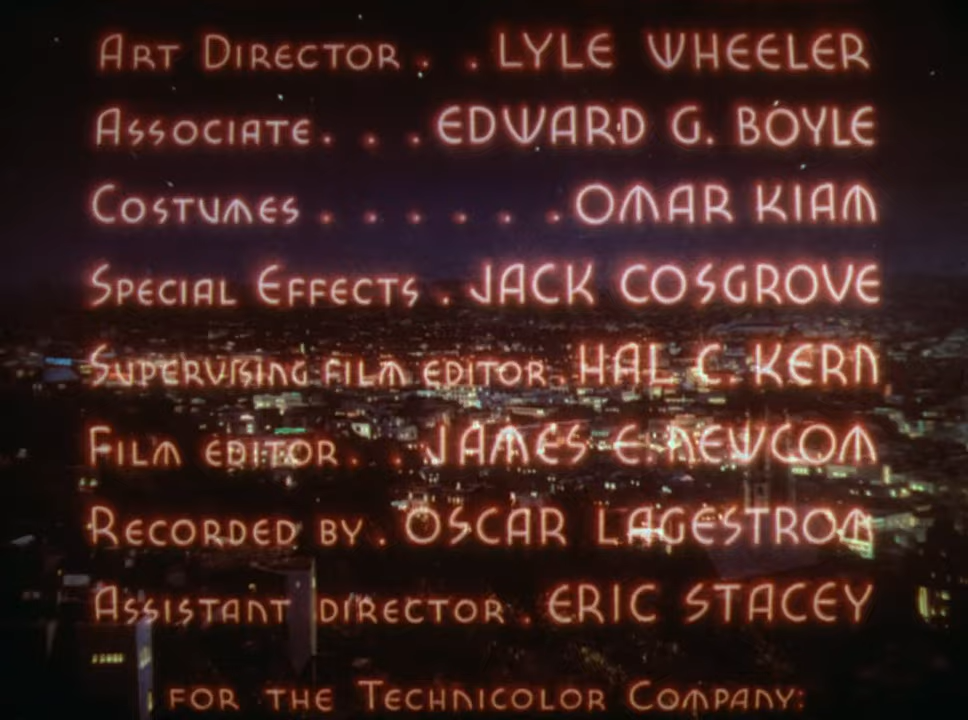 ART DIRECTOR . . LYLE WHEELER
ASSOCIATE . . . EDWARD G. BOYLE
COSTUMES . . . . . . OMAR KIAM
SPECIAL EFFECTS . JACK COSGROVE
SUPERVISING FILM EDITOR . HAL C. KERN
FILM EDITOR . . . JAMES E. NEWCOM
RECORDED BY . OSCAR LAGESTROM
ASSISTANT DIRECTOR . ERIC STACEY
FOR THE TECHNICOLOR COMPANY: